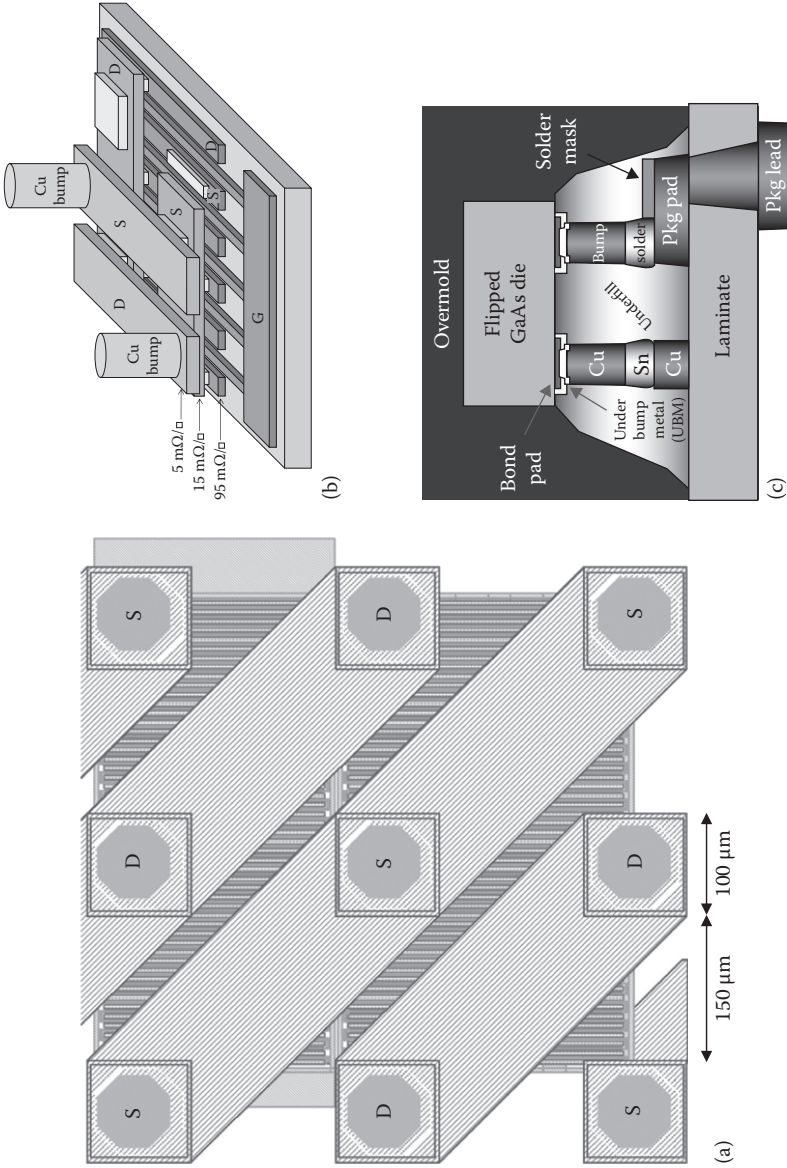 S
D
S
D
S
D
S
D
S
150 μm
100 μm
(a)
Cu
bump
Cu
bump
D
S
D
S
S
D
G
5 mΩ/□
15 mΩ/□
95 mΩ/□
(b)
Overmold
Flipped
GaAs die
Solder
mask
Bond
pad
Under
bump
metal
(UBM)
Cu
Sn
Cu
Underfill
Bump
solder
Pkg pad
Laminate
Pkg lead
(c)